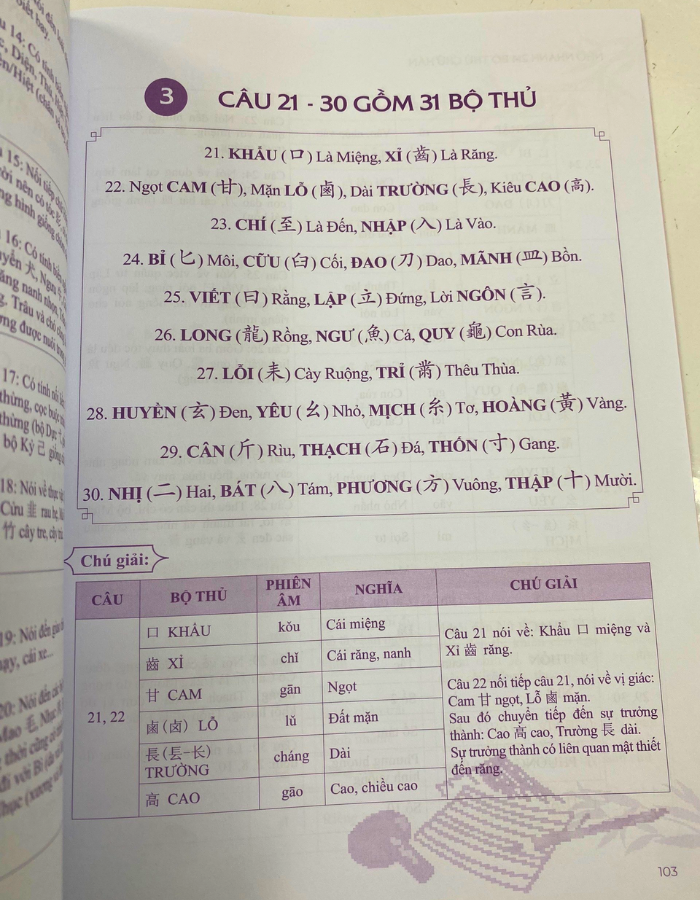 3 CÂU 21 - 30 GỒM 31 BỘ THỦ
21. KHẨU (口) Là Miệng, XỈ (齒) Là Răng.
22. Ngọt CAM (甘), Mặn LỖ (鹵), Dài TRƯỜNG (長), Kiêu CAO (高).
23. CHÍ (至) Là Đến, NHẬP (入) Là Vào.
24. BỈ (匕) Môi, CỮU (臼) Cối, ĐAO (刀) Dao, MÃNH (皿) Bồn.
25. VIẾT (曰) Rằng, LẬP (立) Đứng, Lời NGÔN (言).
26. LONG (龍) Rồng, NGƯ (魚) Cá, QUY (龜) Con Rùa.
27. LỖI (耒) Cày Ruộng, TRĨ (黹) Thêu Thùa.
28. HUYỀN (玄) Đen, YÊU (幺) Nhỏ, MỊCH (糸) Tơ, HOÀNG (黃) Vàng.
29. CÂN (斤) Rìu, THẠCH (石) Đá, THỐN (寸) Gang.
30. NHỊ (二) Hai, BÁT (八) Tám, PHƯƠNG (方) Vuông, THẬP (十) Mười.
Chú giải:
CÂU BỘ THỦ PHIÊN ÂM NGHĨA CHÚ GIẢI
21, 22
口 KHẨU kǒu Cái miệng
齒 XỈ chǐ Cái răng, nanh
甘 CAM gān Ngọt
鹵(卤) LỖ lǔ Đất mặn
長(镸-长) TRƯỜNG cháng Dài
高 CAO gāo Cao, chiều cao
Câu 21 nói về: Khẩu 口 miệng và
Xỉ 齒 răng.
Câu 22 nối tiếp câu 21, nói về vị giác:
Cam 甘 ngọt, Lỗ 鹵 mặn.
Sau đó chuyển tiếp đến sự trưởng
thành: Cao 高 cao, Trường 長 dài.
Sự trưởng thành có liên quan mật thiết
đến răng.
103